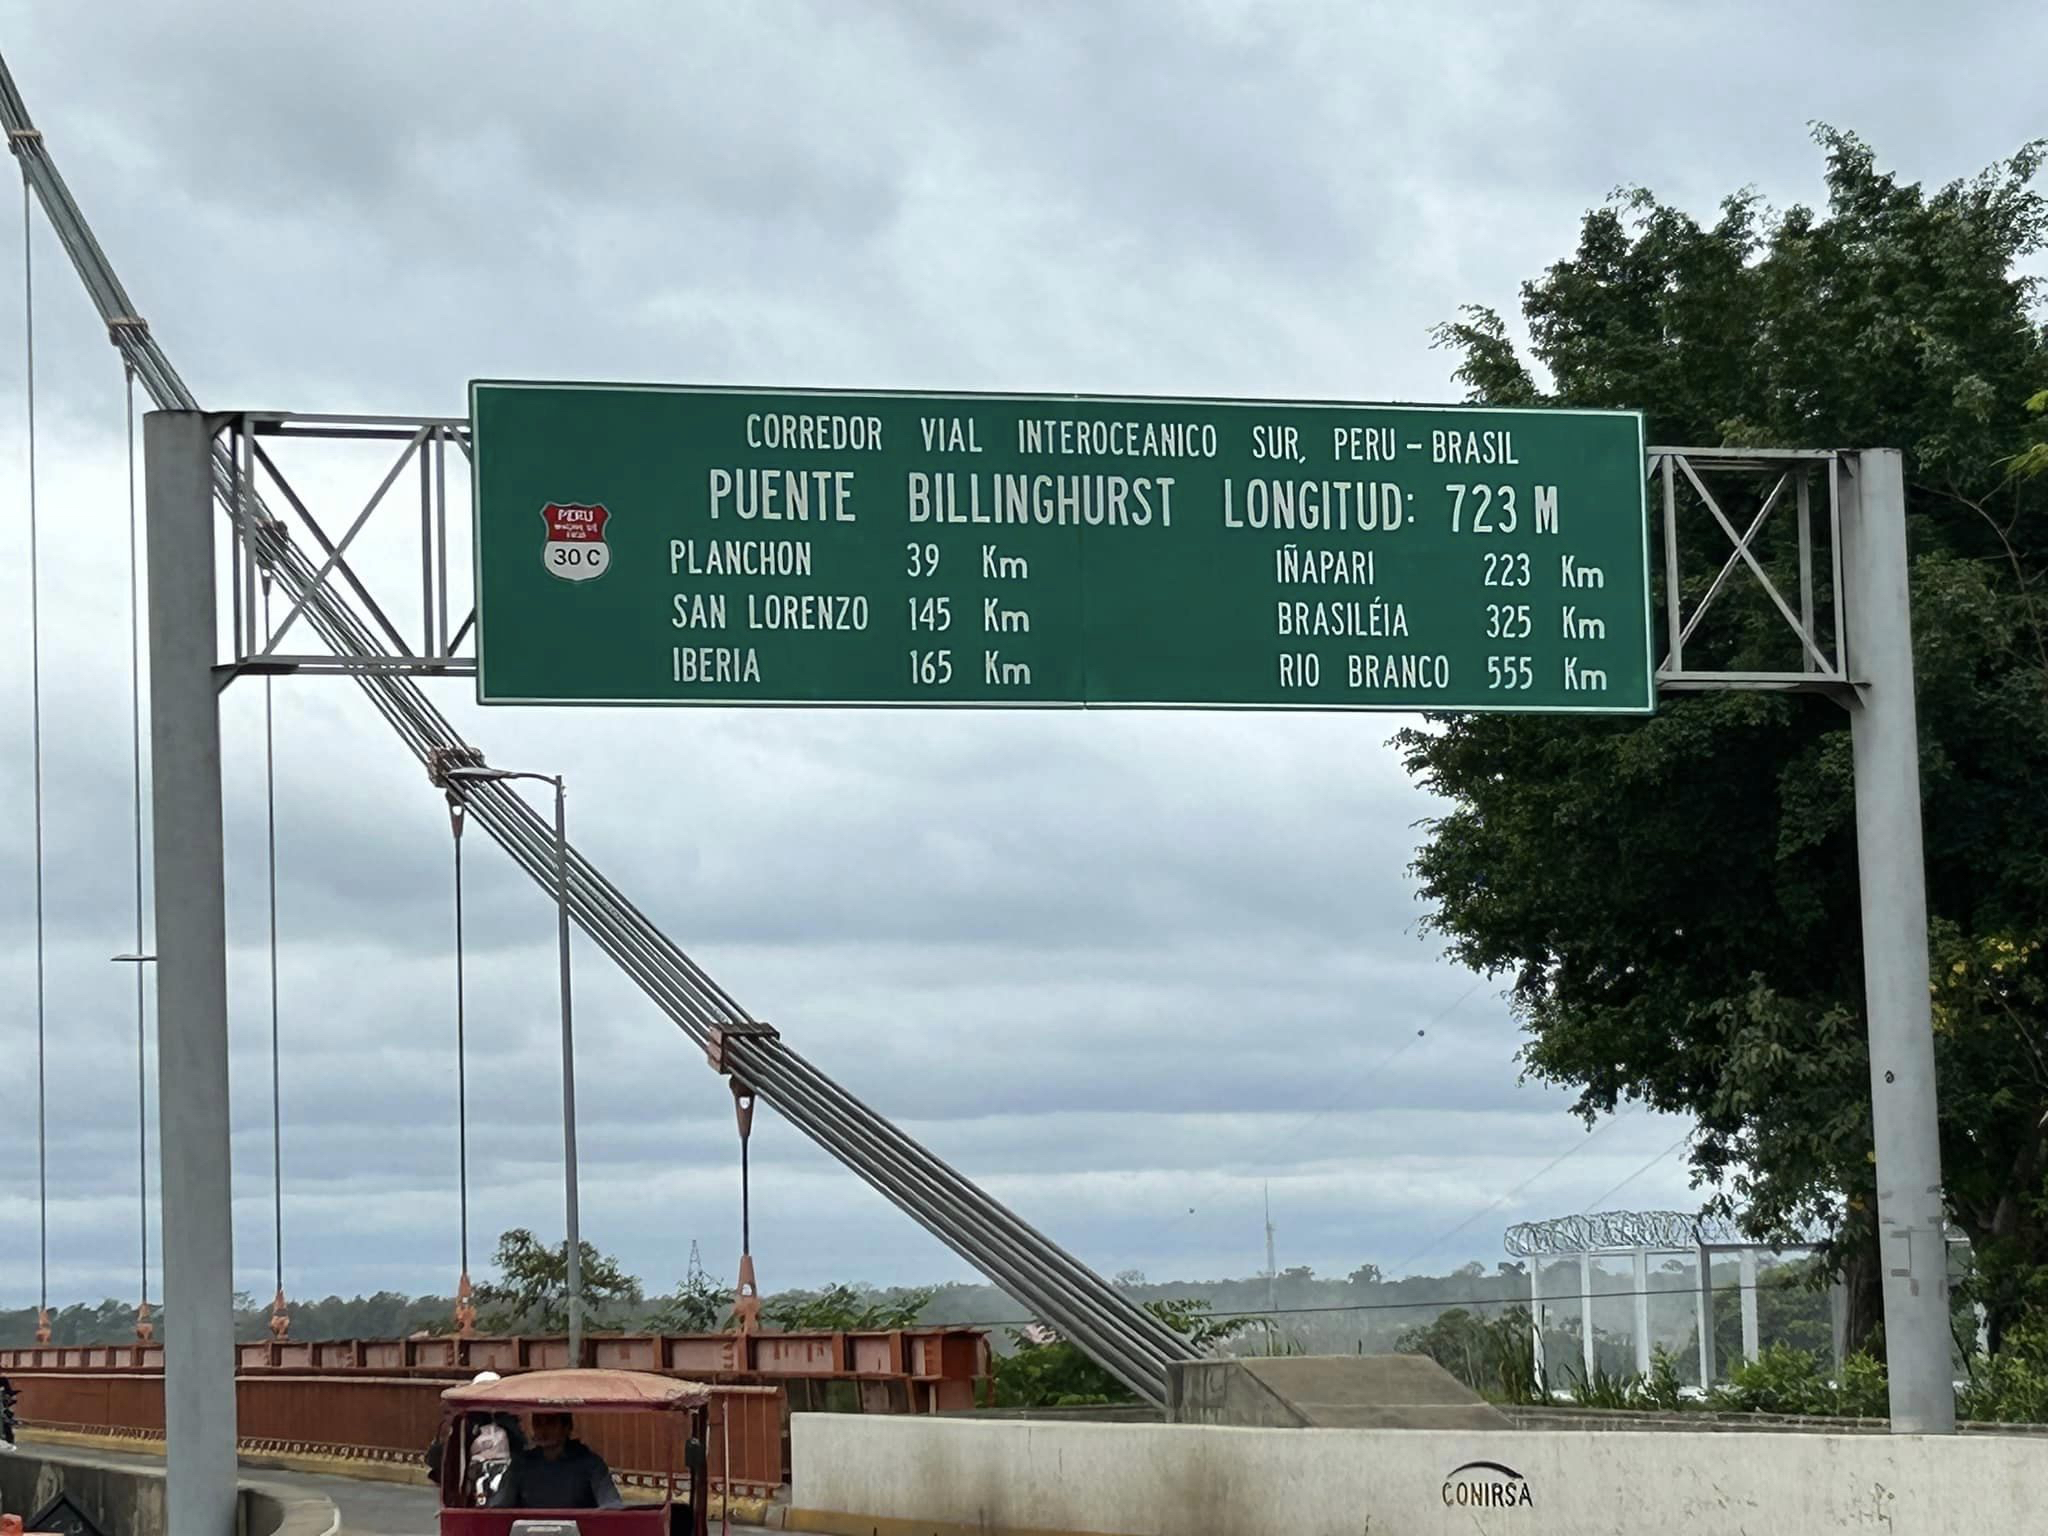 CORREDOR VIAL INTEROCEANICO SUR, PERU - BRASIL
PUENTE BILLINGHURST LONGITUD: 723 M
PERU
30 C
PLANCHON 39 Km IÑAPARI 223 Km
SAN LORENZO 145 Km BRASILÉIA 325 Km
IBERIA 165 Km RIO BRANCO 555 Km
CONIRSA